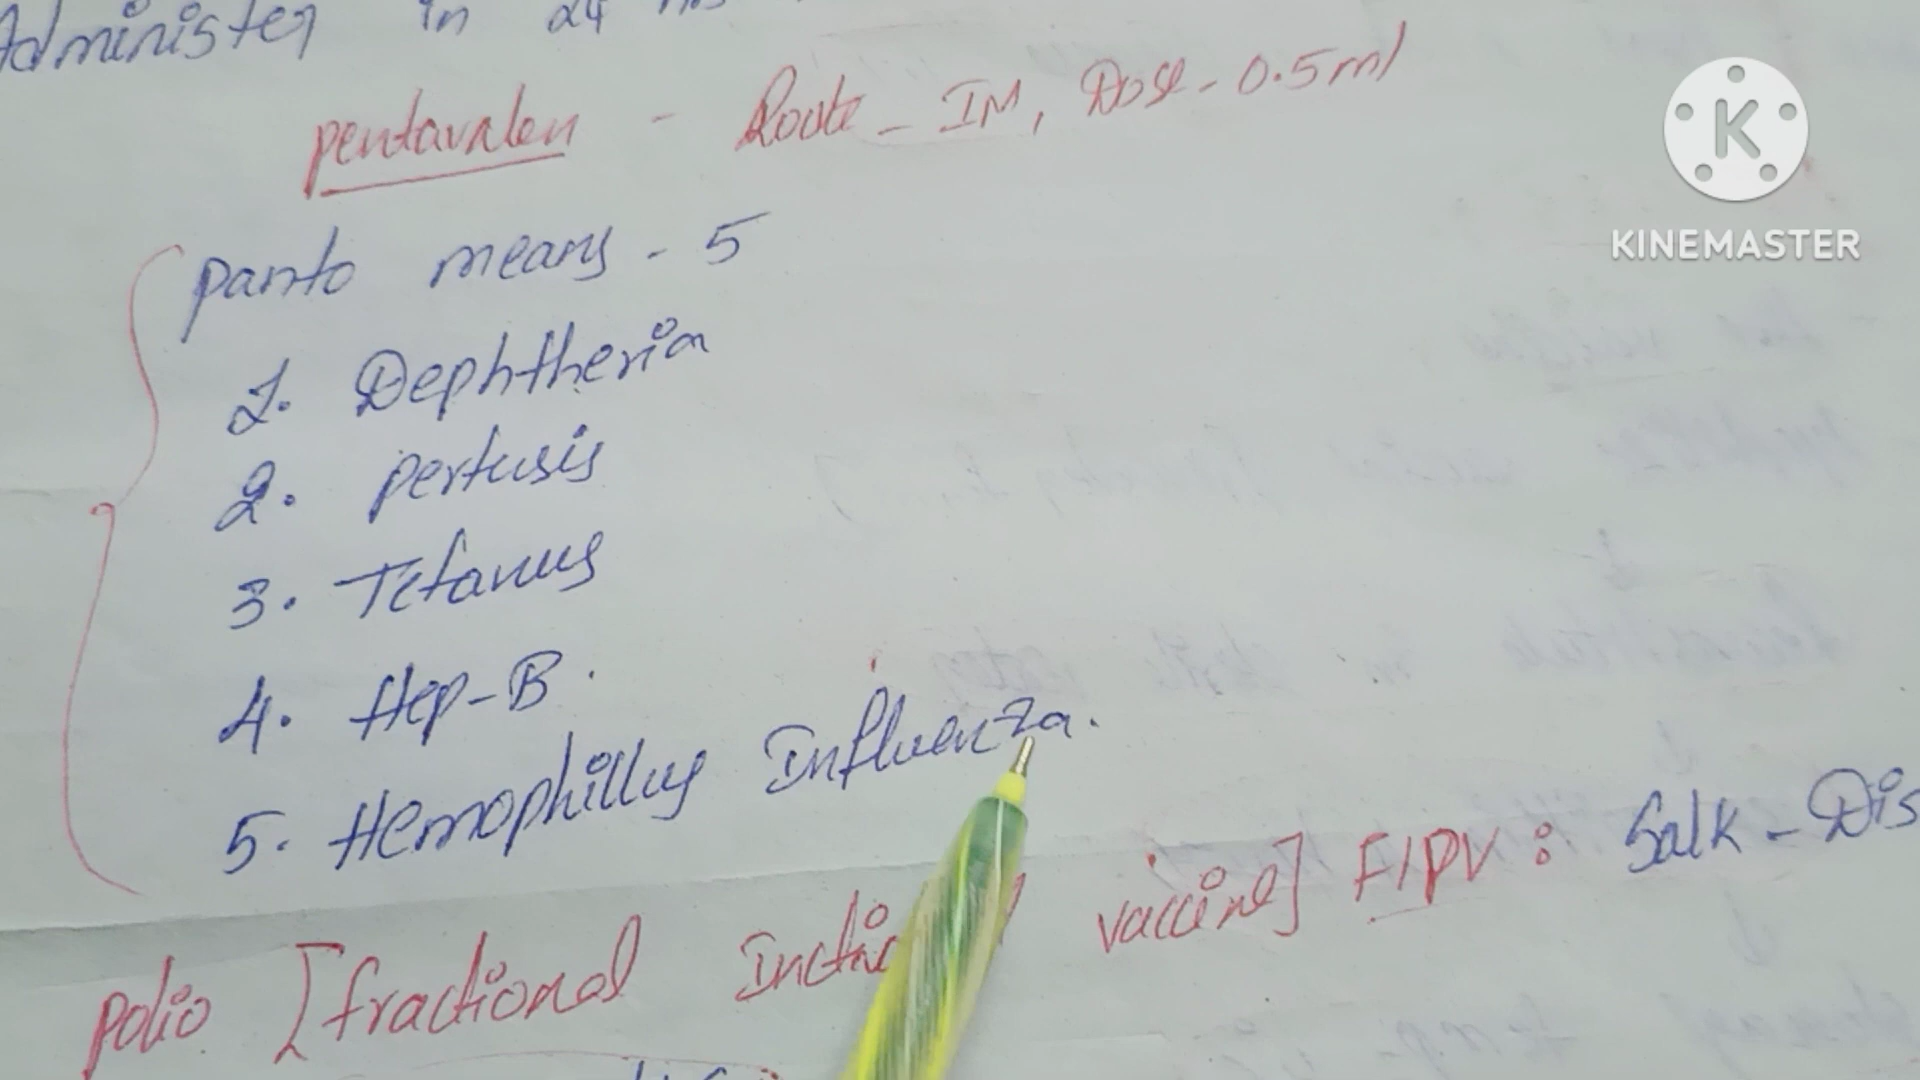 Administer in 24
pentavalen - Route - IM, Dose - 0.5ml
K
KINEMASTER
panto means - 5
1. Dephtheria
2. pertusis
3. Tetanus
4. Hep-B.
5. Hemophillus Influenza.
polio [fractional vaccine] FIPV : Salk - Dis